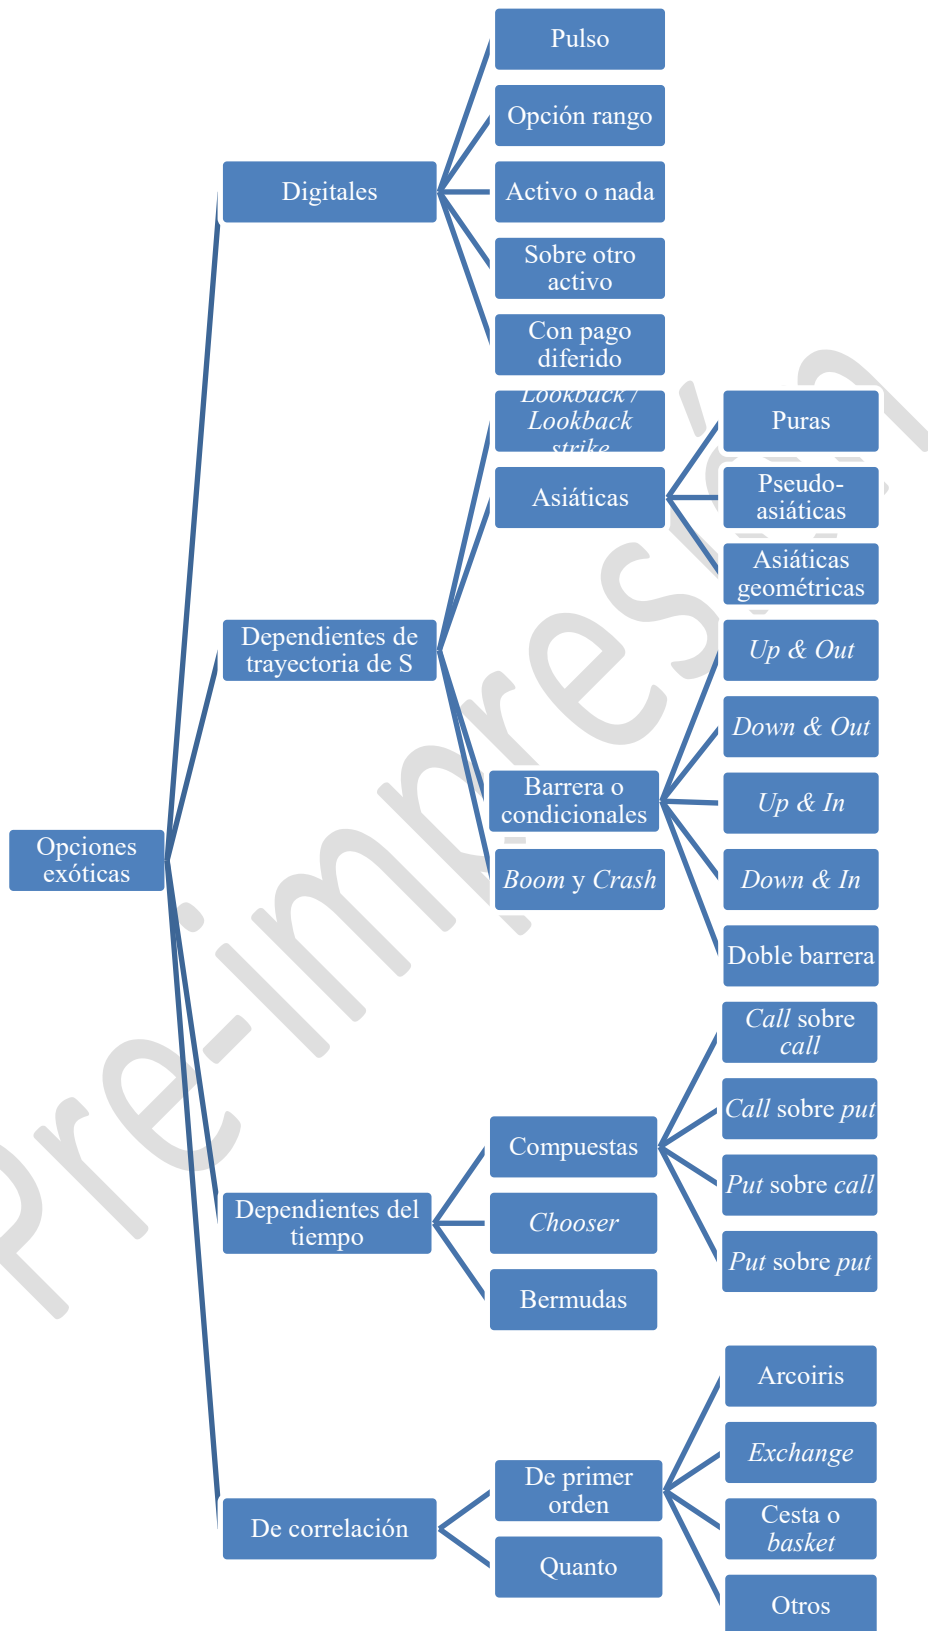 Pulso
Opción rango
Digitales
Activo o nada
Sobre otro
activo
Con pago
diferido
Lookback /
Lookback
strike
Puras
Asiáticas
Pseudo-
asiáticas
Asiáticas
geométricas
Dependientes de
trayectoria de S
Up & Out
Down & Out
Barrera o
condicionales
Up & In
Opciones
exóticas
Boom y Crash
Down & In
Doble barrera
Call sobre
call
Call sobre put
Compuestas
Put sobre call
Dependientes del
tiempo
Chooser
Put sobre put
Bermudas
Arcoiris
Exchange
De primer
orden
De correlación
Cesta o
basket
Quanto
Otros
Pre-impresión